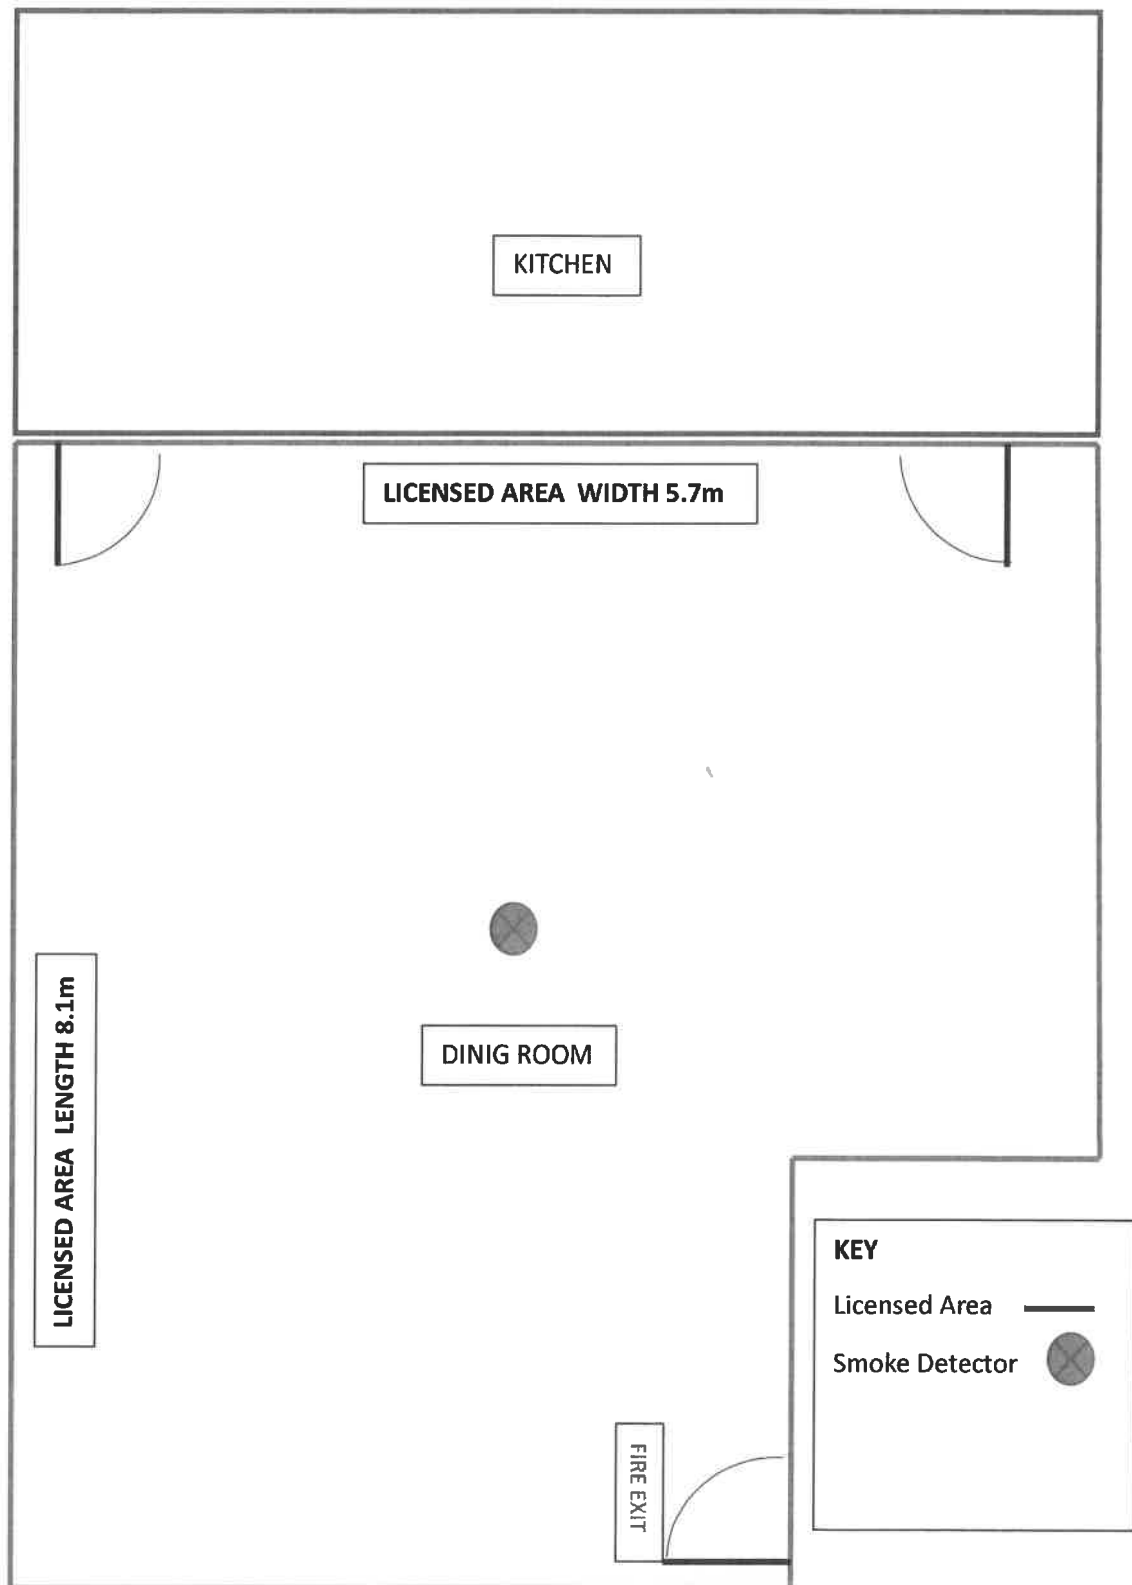 KITCHEN
LICENSED AREA WIDTH 5.7m
LICENSED AREA LENGTH 8.1m
DINIG ROOM
KEY
Licensed Area
Smoke Detector
FIRE EXIT